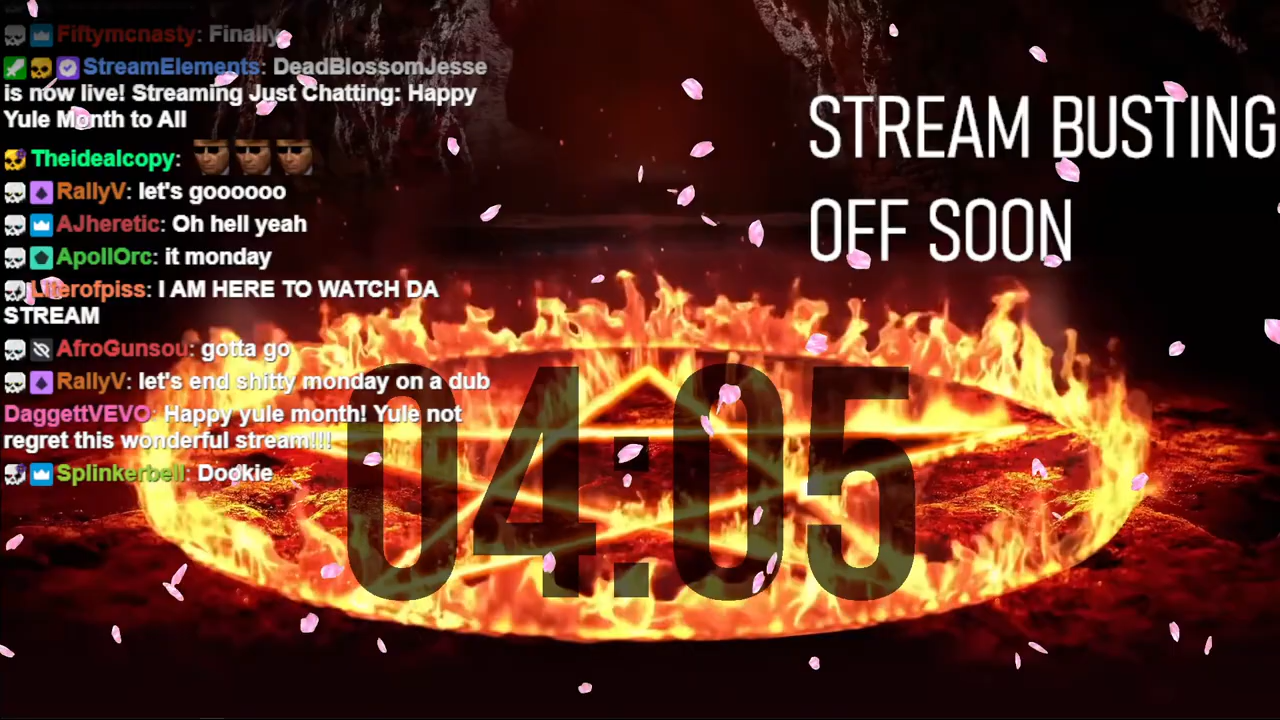 Fiftymcnasty: Finally
StreamElements: DeadBlossomJesse
is now live! Streaming Just Chatting: Happy
Yule Month to All
Theidealcopy:
RallyV: let's goooooo
AJheretic: Oh hell yeah
ApollOrc: it monday
Literofpiss: I AM HERE TO WATCH DA
STREAM
AfroGunsou: gotta go
RallyV: let's end shitty monday on a dub
DaggettVEVO: Happy yule month! Yule not
regret this wonderful stream!!!
Splinkerbell: Dookie
STREAM BUSTING
OFF SOON
04:05